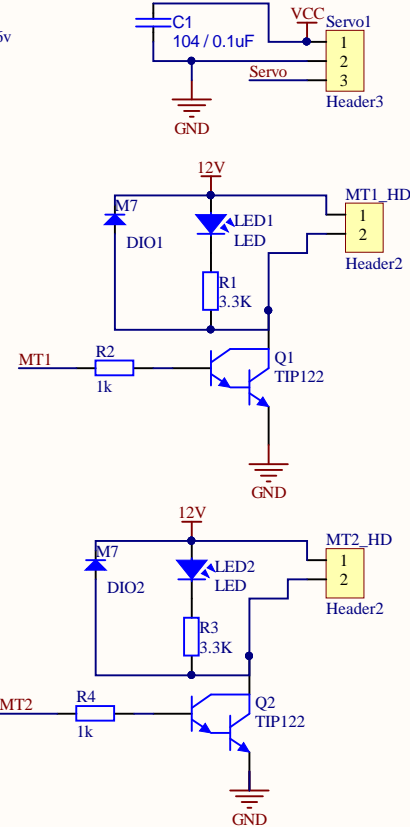 5v
C1
104 / 0.1uF
VCC
Servo1
1
2
3
Servo
Header3
GND
12V
MT1_HD
M7
DIO1
LED1
LED
1
2
Header2
R1
3.3K
MT1
R2
1k
Q1
TIP122
GND
12V
MT2_HD
M7
DIO2
LED2
LED
1
2
Header2
R3
3.3K
MT2
R4
1k
Q2
TIP122
GND